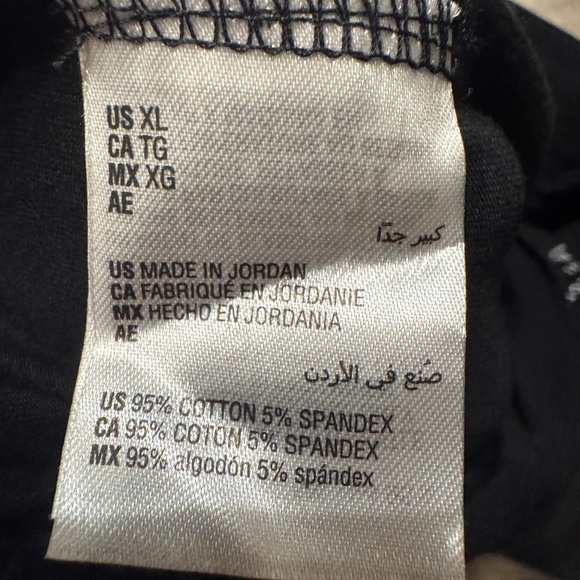 US XL
CA TG
MX XG
AE
كبير جدًا
US MADE IN JORDAN
CA FABRIQUÉ EN JORDANIE
MX HECHO EN JORDANIA
AE
صُنع في الأردن
US 95% COTTON 5% SPANDEX
CA 95% COTON 5% SPANDEX
MX 95% algodón 5% spándex